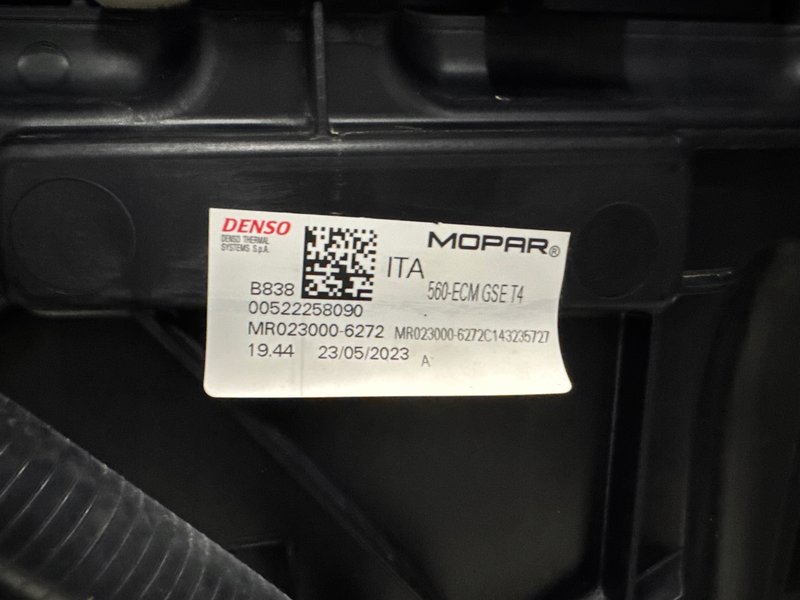 DENSO
DENSO THERMAL
SYSTEMS S.p.A.
MOPAR®
ITA
B838
560-ECM GSE T4
00522258090
MR023000-6272 MR023000-6272C143235727
19.44 23/05/2023 A